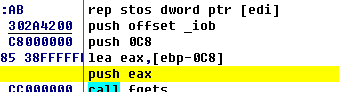 :AB rep stos dword ptr [edi]
302A4200 push offset _iob
C8000000 push 0C8
85 38FFFFF lea eax,[ebp-0C8]
push eax
CC000000 call fgets